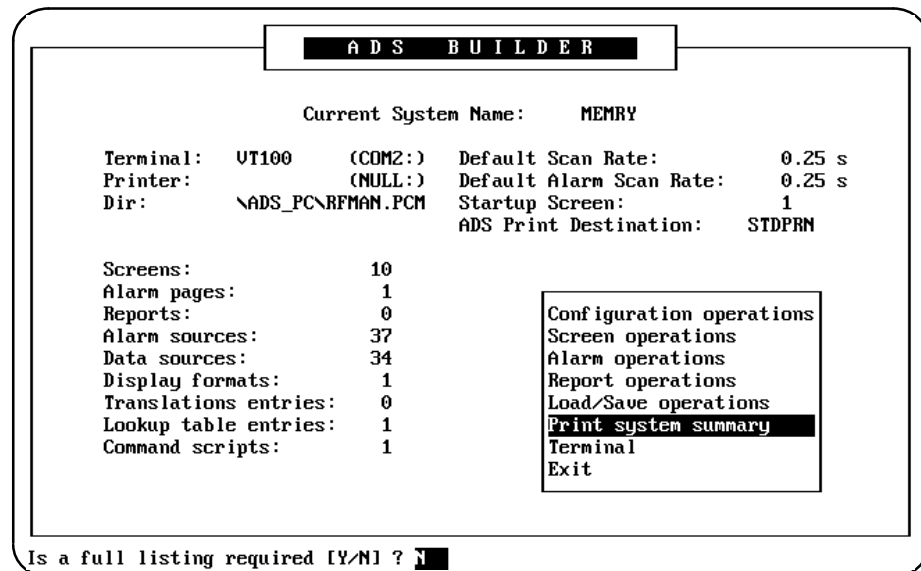 ADS BUILDER
Current System Name: MEMRY
Terminal: VT100 (COM2:) Default Scan Rate: 0.25 s
Printer: (NULL:) Default Alarm Scan Rate: 0.25 s
Dir: \ADS_PC\RFMAN.PCM Startup Screen: 1
ADS Print Destination: STDPRN
Screens: 10
Alarm pages: 1
Reports: 0
Alarm sources: 37
Data sources: 34
Display formats: 1
Translations entries: 0
Lookup table entries: 1
Command scripts: 1
Configuration operations
Screen operations
Alarm operations
Report operations
Load/Save operations
Print system summary
Terminal
Exit
Is a full listing required [Y/N] ? N